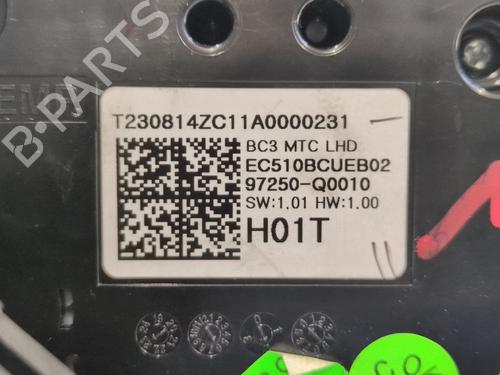 T230814ZC11A0000231
BC3 MTC LHD
EC510BCUEB02
97250-Q0010
SW:1.01 HW:1.00
H01T
B-PARTS